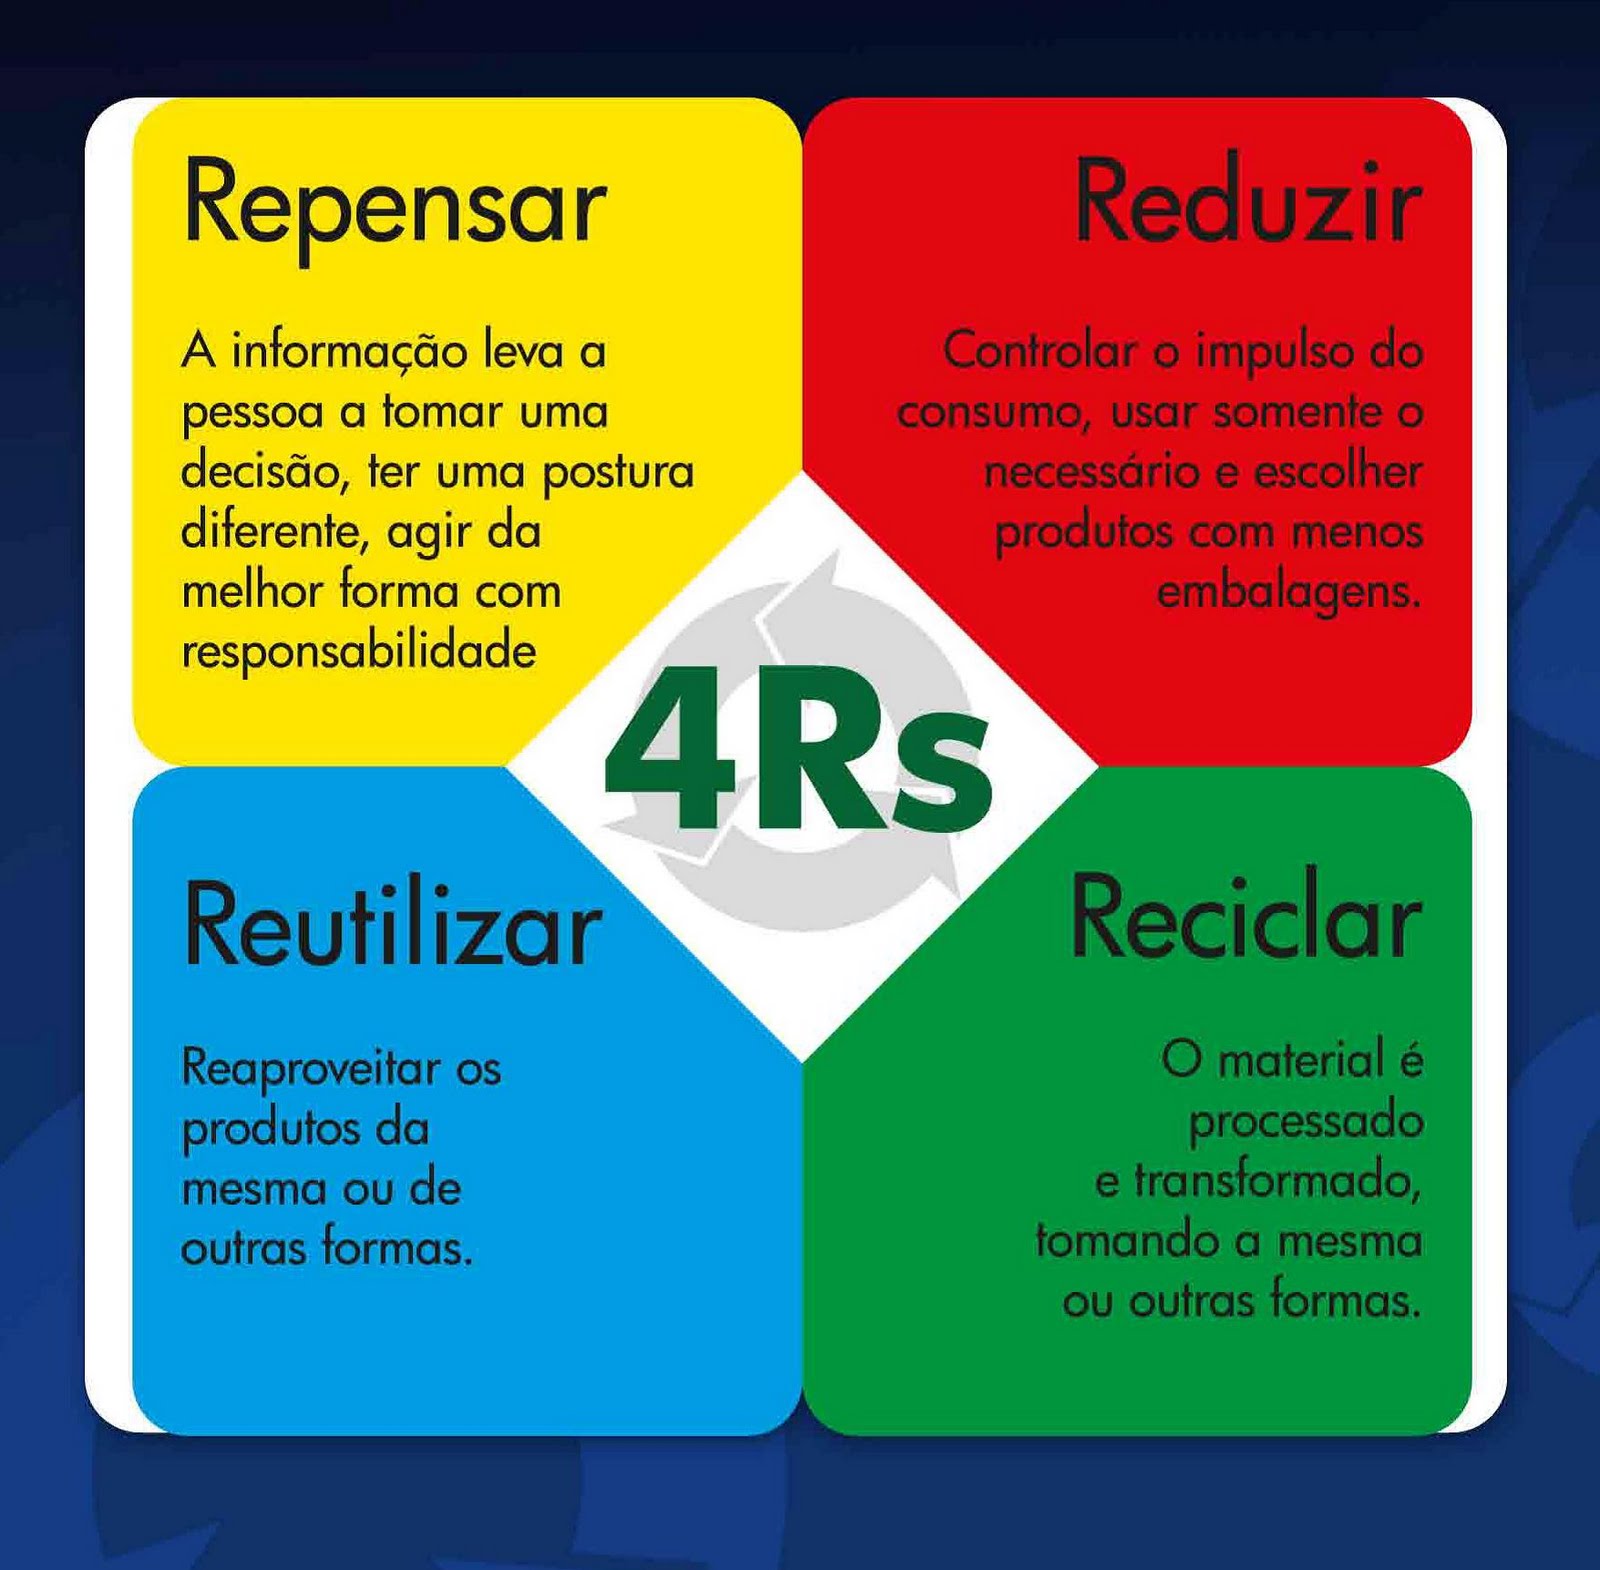 Repensar
A informação leva a
pessoa a tomar uma
decisão, ter uma postura
diferente, agir da
melhor forma com
responsabilidade
Reduzir
Controlar o impulso do
consumo, usar somente o
necessário e escolher
produtos com menos
embalagens.
4Rs
Reutilizar
Reaproveitar os
produtos da
mesma ou de
outras formas.
Reciclar
O material é
processado
e transformado,
tomando a mesma
ou outras formas.